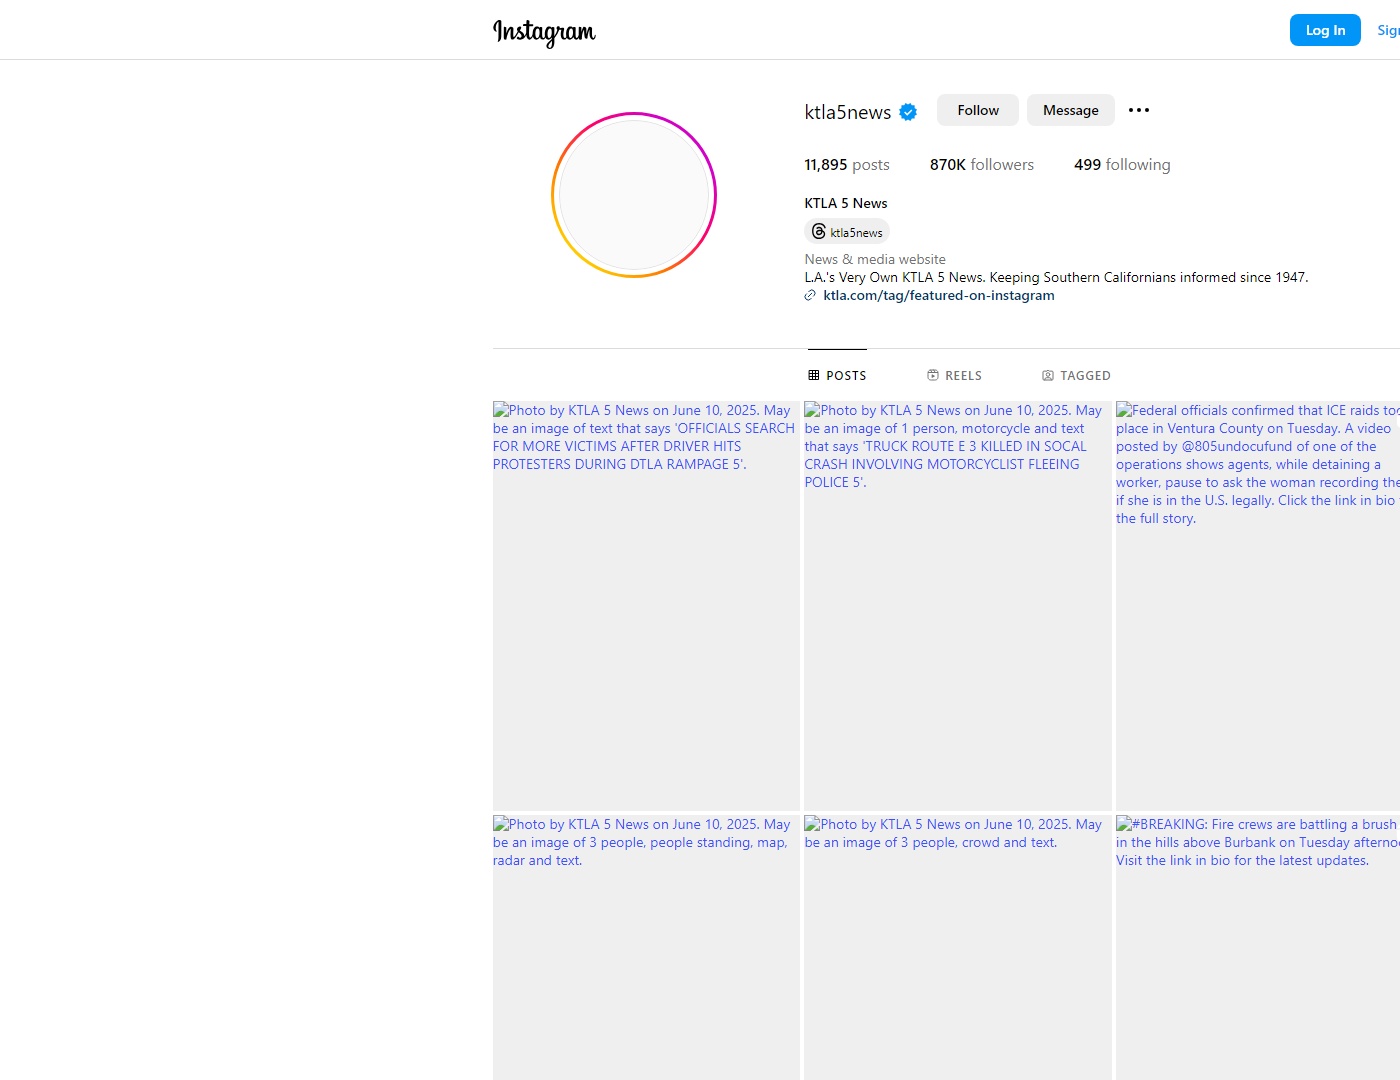 Instagram
Log In
ktla5news
Follow
Message
11,895 posts
870K followers
499 following
KTLA 5 News
ktla5news
News & media website
L.A.'s Very Own KTLA 5 News. Keeping Southern Californians informed since 1947.
ktla.com/tag/featured-on-instagram
POSTS
REELS
TAGGED
Photo by KTLA 5 News on June 10, 2025. May
be an image of text that says 'OFFICIALS SEARCH
FOR MORE VICTIMS AFTER DRIVER HITS
PROTESTERS DURING DTLA RAMPAGE 5'.
Photo by KTLA 5 News on June 10, 2025. May
be an image of 1 person, motorcycle and text
that says 'TRUCK ROUTE E 3 KILLED IN SOCAL
CRASH INVOLVING MOTORCYCLIST FLEEING
POLICE 5'.
Federal officials confirmed that ICE raids
place in Ventura County on Tuesday. A video
posted by @805undocufund of one of the
operations shows agents, while detaining a
worker, pause to ask the woman recording
if she is in the U.S. legally. Click the link in bio
the full story.
Photo by KTLA 5 News on June 10, 2025. May
be an image of 3 people, people standing, map,
radar and text.
Photo by KTLA 5 News on June 10, 2025. May
be an image of 3 people, crowd and text.
#BREAKING: Fire crews are battling a brush
in the hills above Burbank on Tuesday
Visit the link in bio for the latest updates.